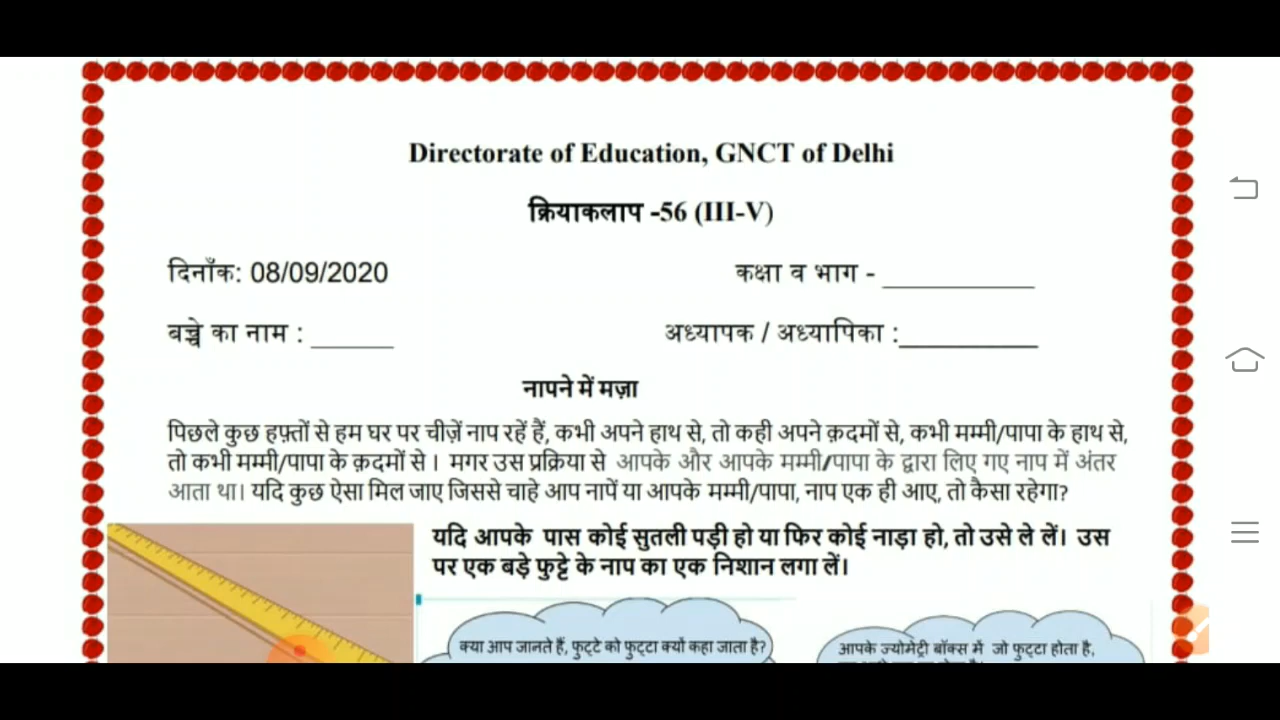 Directorate of Education, GNCT of Delhi
क्रियाकलाप -56 (III-V)
दिनाँक: 08/09/2020 कक्षा व भाग - ____________
बच्चे का नाम : ______ अध्यापक / अध्यापिका :__________
नापने में मज़ा
पिछले कुछ हफ़्तों से हम घर पर चीज़ें नाप रहें हैं, कभी अपने हाथ से, तो कही अपने क़दमों से, कभी मम्मी/पापा के हाथ से,
तो कभी मम्मी/पापा के क़दमों से । मगर उस प्रक्रिया से आपके और आपके मम्मी/पापा के द्वारा लिए गए नाप में अंतर
आता था। यदि कुछ ऐसा मिल जाए जिससे चाहे आप नापें या आपके मम्मी/पापा, नाप एक ही आए, तो कैसा रहेगा?
यदि आपके पास कोई सुतली पड़ी हो या फिर कोई नाड़ा हो, तो उसे ले लें। उस
पर एक बड़े फुट्टे के नाप का एक निशान लगा लें।
क्या आप जानते हैं, फुट्टे को फुट्टा क्यों कहा जाता है?
आपके ज्योमेट्री बॉक्स में जो फुट्टा होता है,